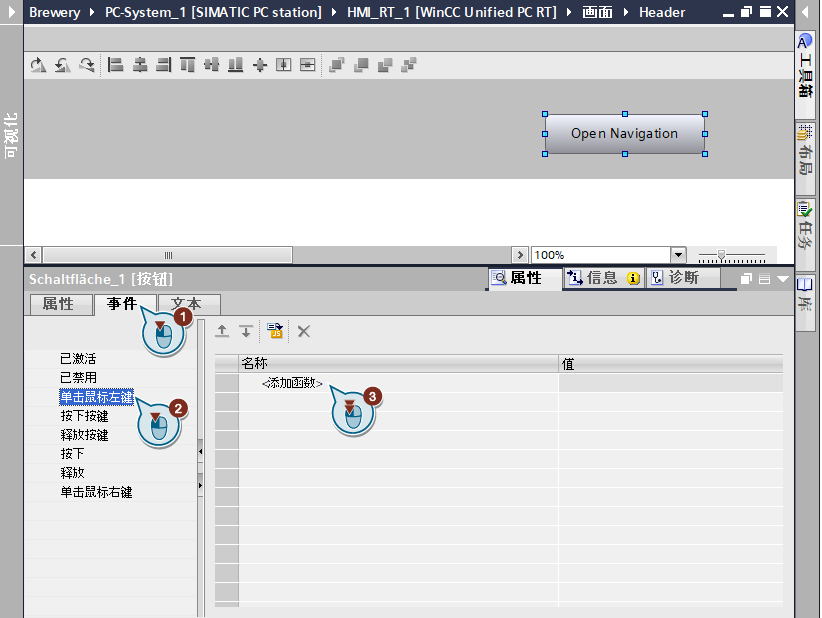 Brewery PC-System_1 [SIMATIC PC station] HMI_RT_1 [WinCC Unified PC RT] 画面 Header
工具箱
可视化
布局
Open Navigation
任务
100%
Schaltfläche_1 [按钮]
属性 信息 诊断
库
属性 事件 文本
1
已激活
名称 值
已禁用
<添加函数>
单击鼠标左键
3
按下按键
2
释放按键
按下
释放
单击鼠标右键